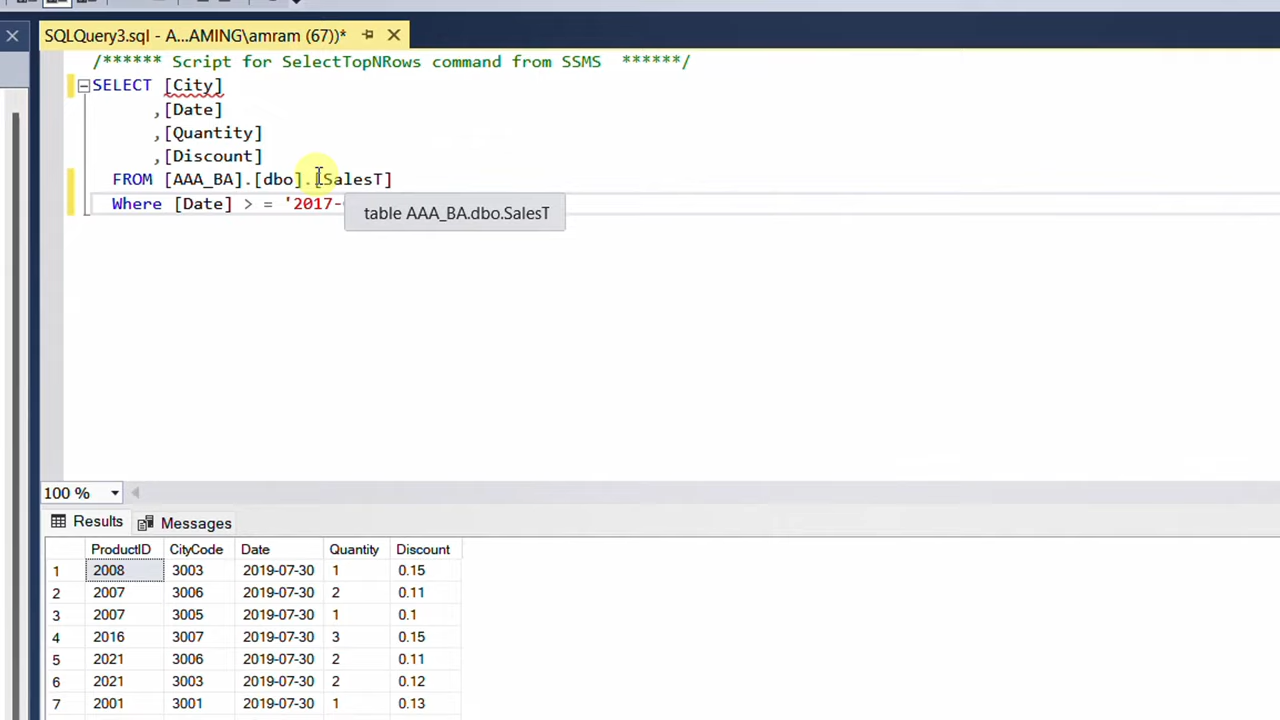 SQLQuery3.sql - A...AMING\amram (67))*
/****** Script for SelectTopNRows command from SSMS ******/
SELECT [City]
,[Date]
,[Quantity]
,[Discount]
FROM [AAA_BA].[dbo].[SalesT]
Where [Date] > = '2017-
table AAA_BA.dbo.SalesT
100 %
Results Messages
ProductID CityCode Date Quantity Discount
1 2008 3003 2019-07-30 1 0.15
2 2007 3006 2019-07-30 2 0.11
3 2007 3005 2019-07-30 1 0.1
4 2016 3007 2019-07-30 3 0.15
5 2021 3006 2019-07-30 2 0.11
6 2021 3003 2019-07-30 2 0.12
7 2001 3001 2019-07-30 1 0.13